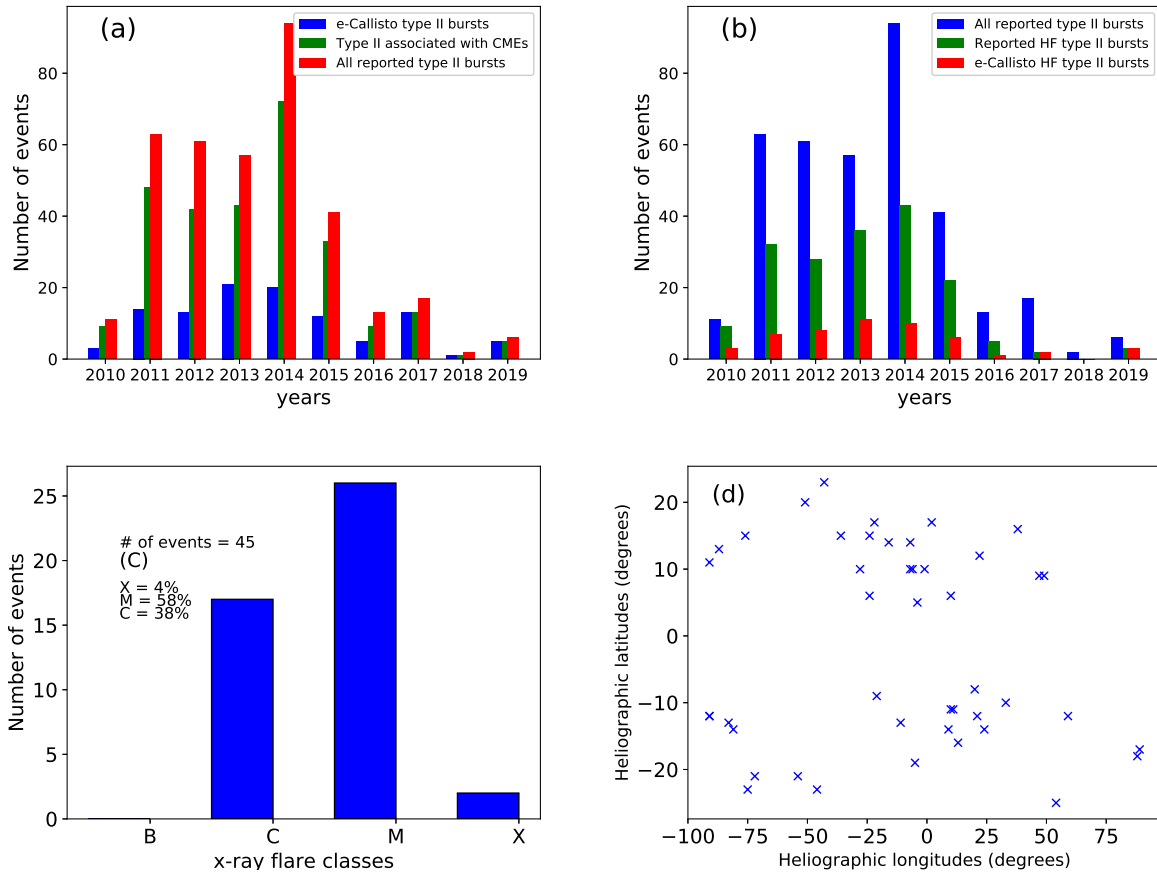 (a)
e-Callisto type II bursts
Type II associated with CMEs
All reported type II bursts
Number of events
80
60
40
20
0
2010 2011 2012 2013 2014 2015 2016 2017 2018 2019
years
(b)
All reported type II bursts
Reported HF type II bursts
e-Callisto HF type II bursts
Number of events
80
60
40
20
0
2010 2011 2012 2013 2014 2015 2016 2017 2018 2019
years
# of events = 45
(C)
X = 4%
M = 58%
C = 38%
Number of events
25
20
15
10
5
0
B C M X
x-ray flare classes
(d)
Heliographic latitudes (degrees)
20
10
0
−10
−20
−100 −75 −50 −25 0 25 50 75
Heliographic longitudes (degrees)